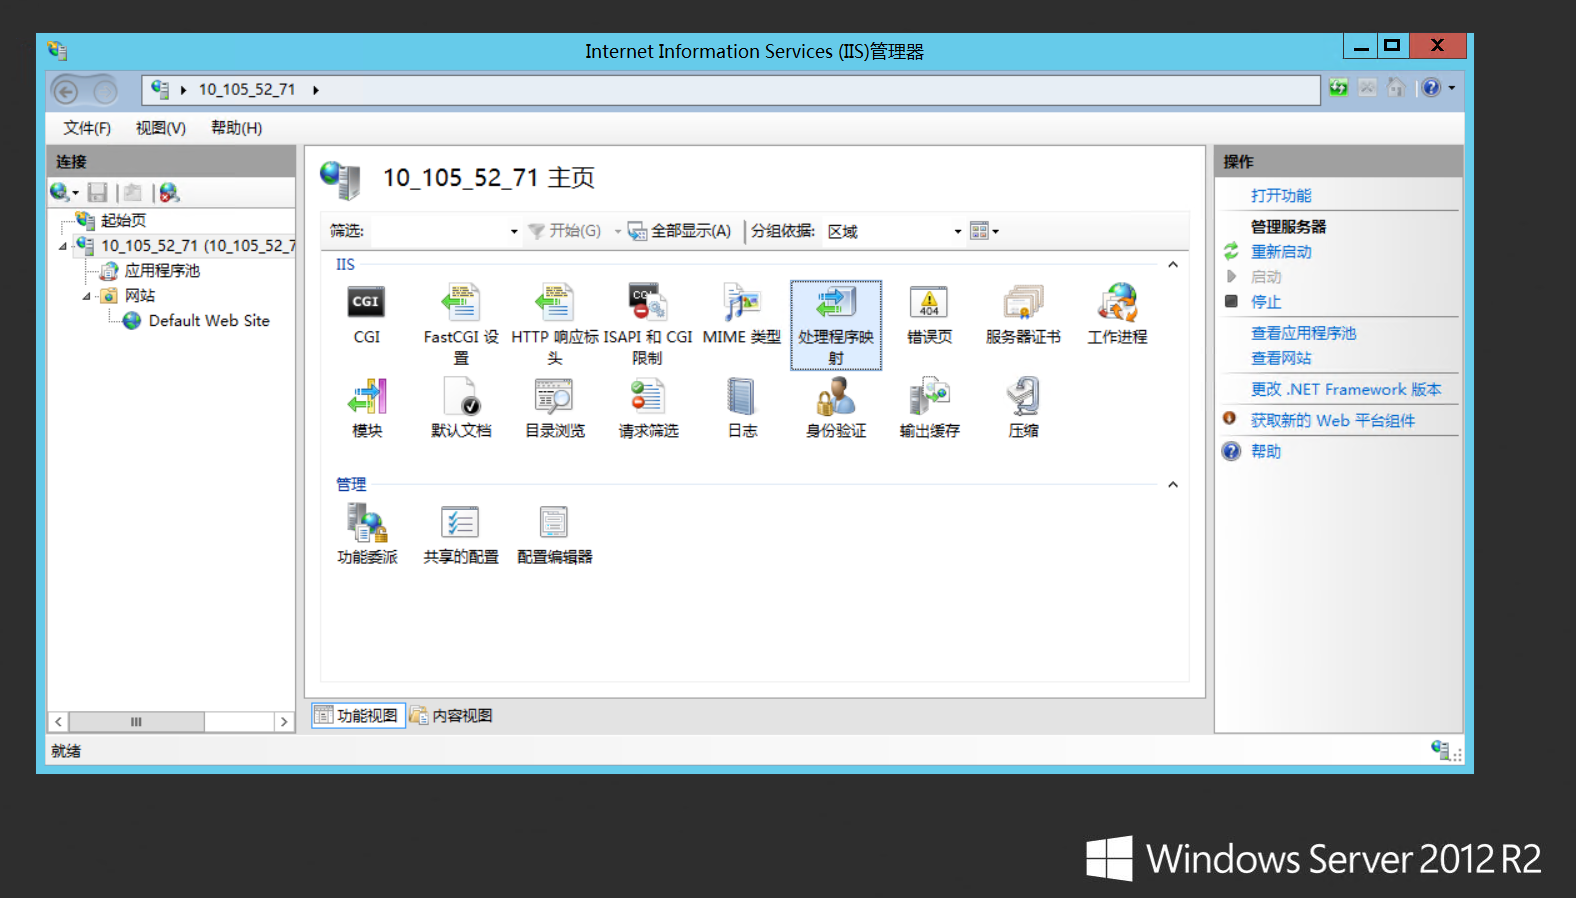 Internet Information Services (IIS)管理器
10_105_52_71
文件(F) 视图(V) 帮助(H)
连接
起始页
10_105_52_71 (10_105_52_7
应用程序池
网站
Default Web Site
10_105_52_71 主页
筛选: 开始(G) 全部显示(A) 分组依据: 区域
IIS
CGI
CGI
FastCGI 设置
HTTP 响应标头
CGI
ISAPI 和 CGI 限制
MIME 类型
处理程序映射
404
错误页
服务器证书
工作进程
模块
默认文档
目录浏览
请求筛选
日志
身份验证
输出缓存
压缩
管理
功能委派
共享的配置
配置编辑器
功能视图 内容视图
操作
打开功能
管理服务器
重新启动
启动
停止
查看应用程序池
查看网站
更改 .NET Framework 版本
获取新的 Web 平台组件
帮助
就绪
Windows Server 2012 R2